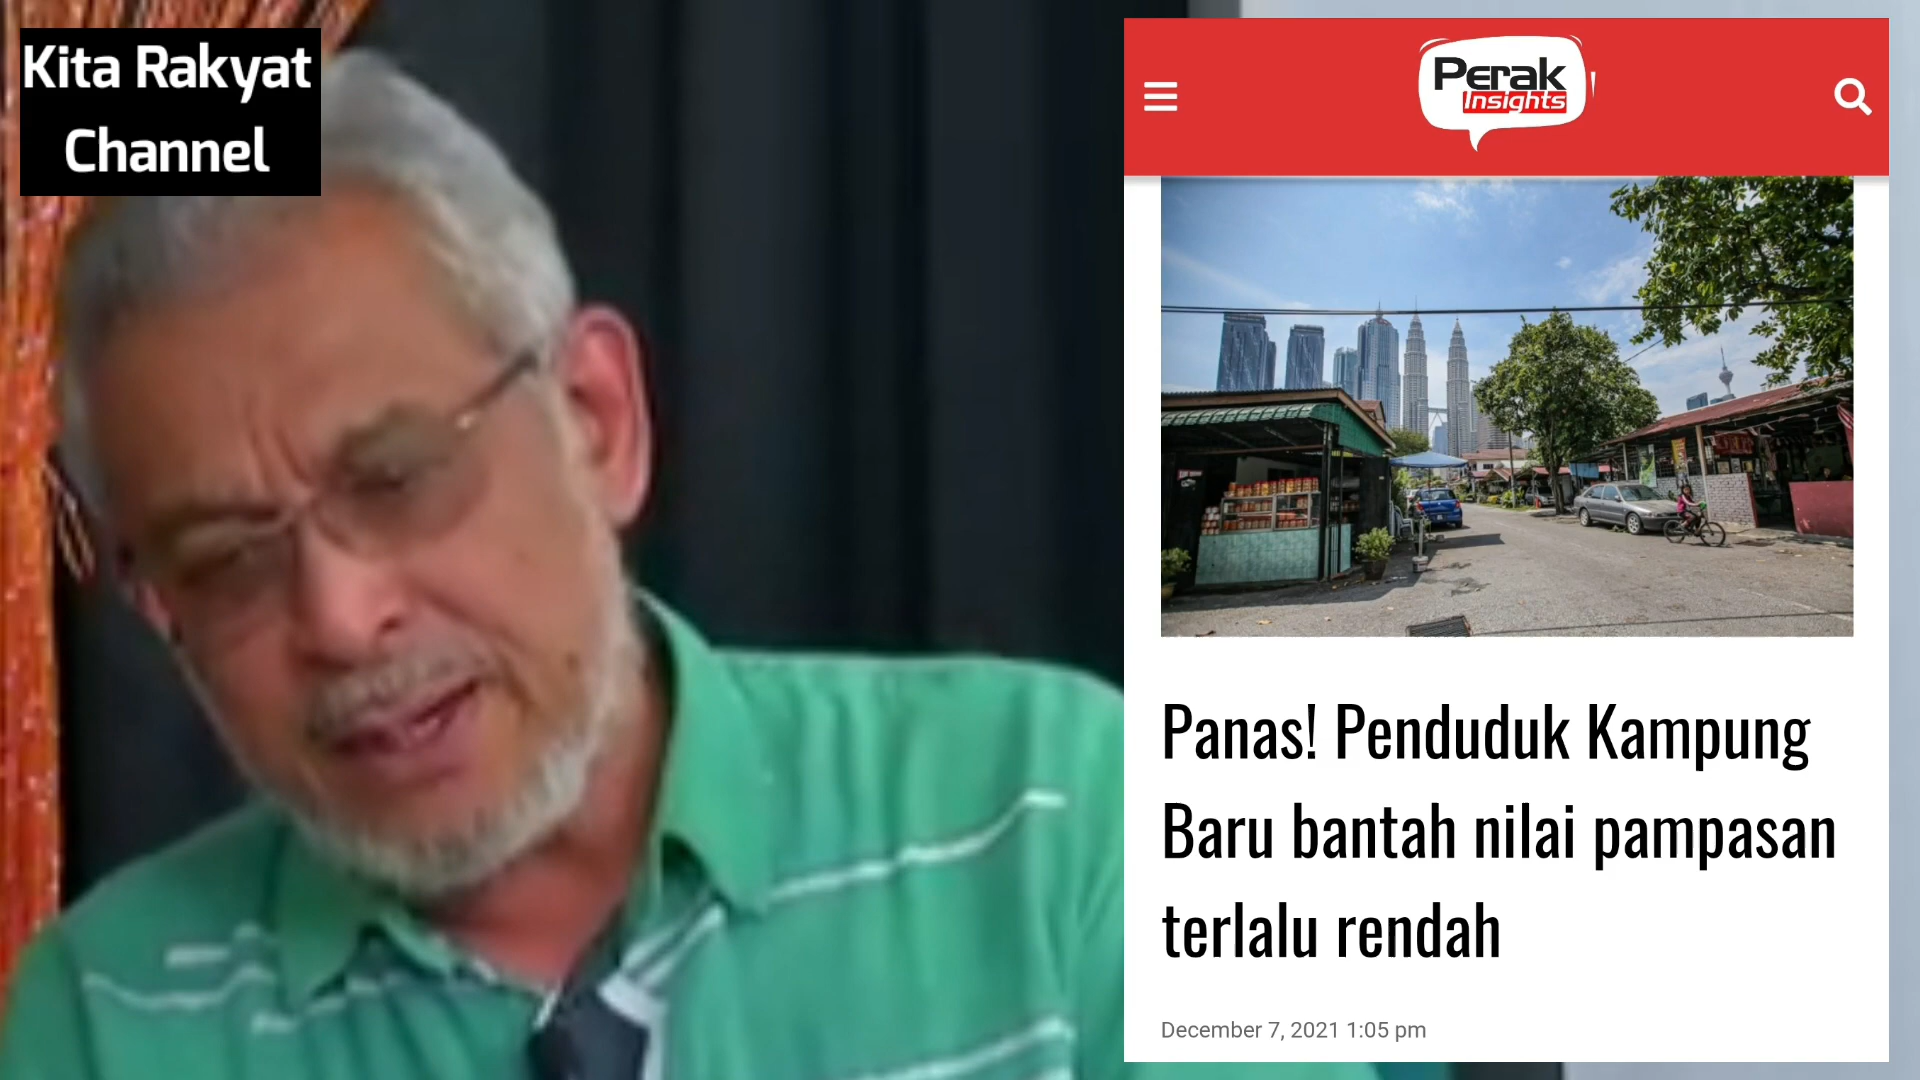 Kita Rakyat
Channel
Perak
Insights
Panas! Penduduk Kampung
Baru bantah nilai pampasan
terlalu rendah
December 7, 2021 1:05 pm